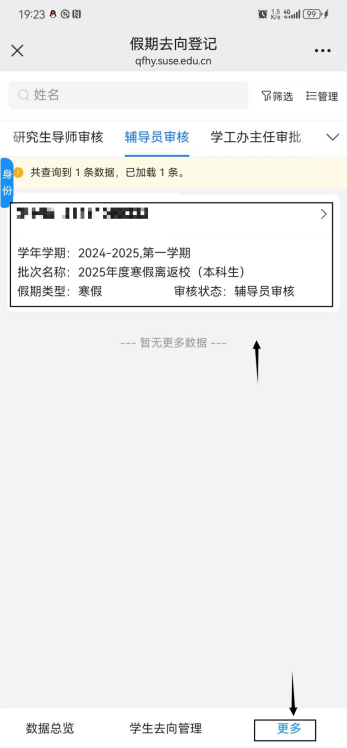 19:23
1.5 K/s 4G 99
假期去向登记
qfhy.suse.edu.cn
姓名
筛选 管理
研究生导师审核 辅导员审核 学工办主任审批
身份
共查询到 1 条数据，已加载 1 条。
学年学期：2024-2025,第一学期
批次名称：2025年度寒假离返校（本科生）
假期类型：寒假 审核状态：辅导员审核
--- 暂无更多数据 ---
数据总览 学生去向管理 更多